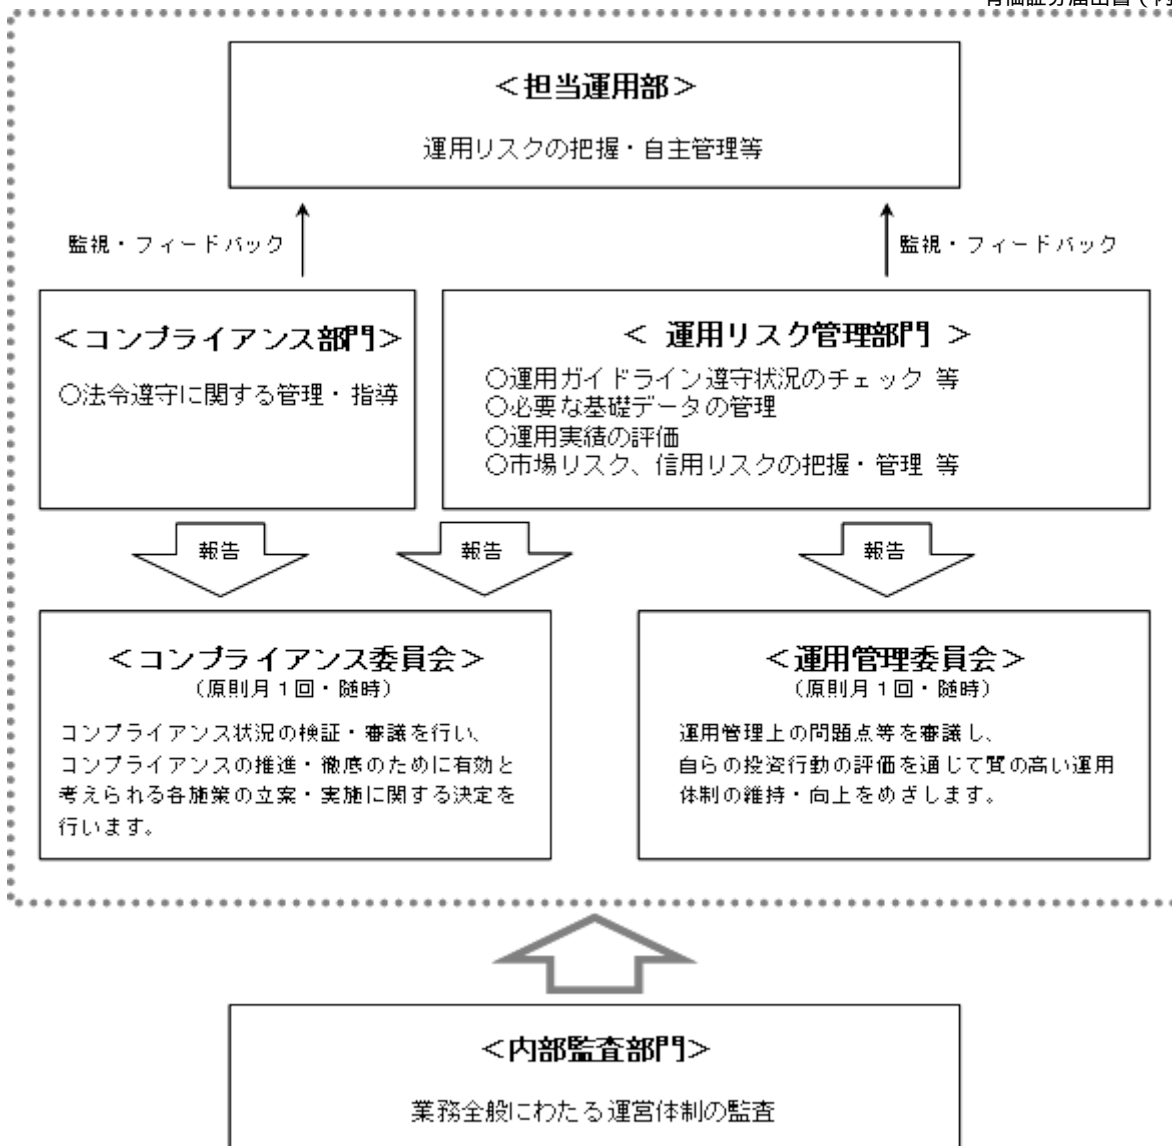 ＜担当運用部＞
運用リスクの把握・自主管理等
監視・フィードバック
監視・フィードバック
＜コンプライアンス部門＞
○法令遵守に関する管理・指導
＜ 運用リスク管理部門 ＞
○運用ガイドライン遵守状況のチェック 等
○必要な基礎データの管理
○運用実績の評価
○市場リスク、信用リスクの把握・管理 等
報告
報告
報告
＜コンプライアンス委員会＞
（原則月１回・随時）
コンプライアンス状況の検証・審議を行い、
コンプライアンスの推進・徹底のために有効と
考えられる各施策の立案・実施に関する決定を
行います。
＜運用管理委員会＞
（原則月１回・随時）
運用管理上の問題点等を審議し、
自らの投資行動の評価を通じて質の高い運用
体制の維持・向上をめざします。
＜内部監査部門＞
業務全般にわたる運営体制の監査